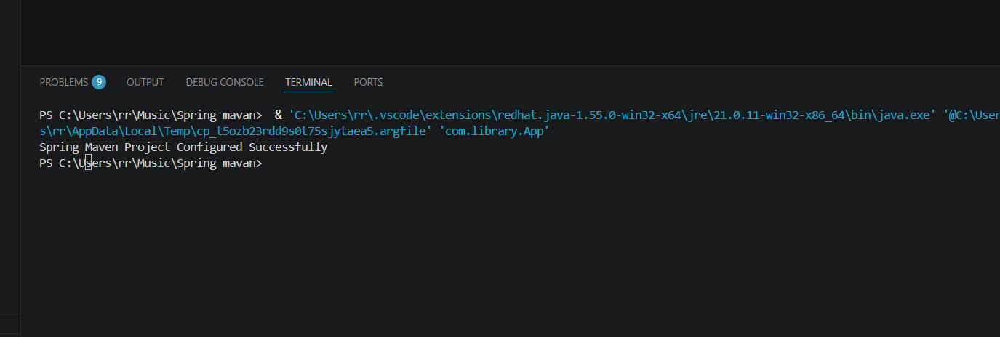 PROBLEMS 9 OUTPUT DEBUG CONSOLE TERMINAL PORTS
PS C:\Users\rr\Music\Spring mavan>  & 'C:\Users\rr\.vscode\extensions\redhat.java-1.55.0-win32-x64\jre\21.0.11-win32-x86_64\bin\java.exe' '@C:\User
s\rr\AppData\Local\Temp\cp_t5ozb23rdd9s0t75sjytaea5.argfile' 'com.library.App'
Spring Maven Project Configured Successfully
PS C:\Users\rr\Music\Spring mavan>